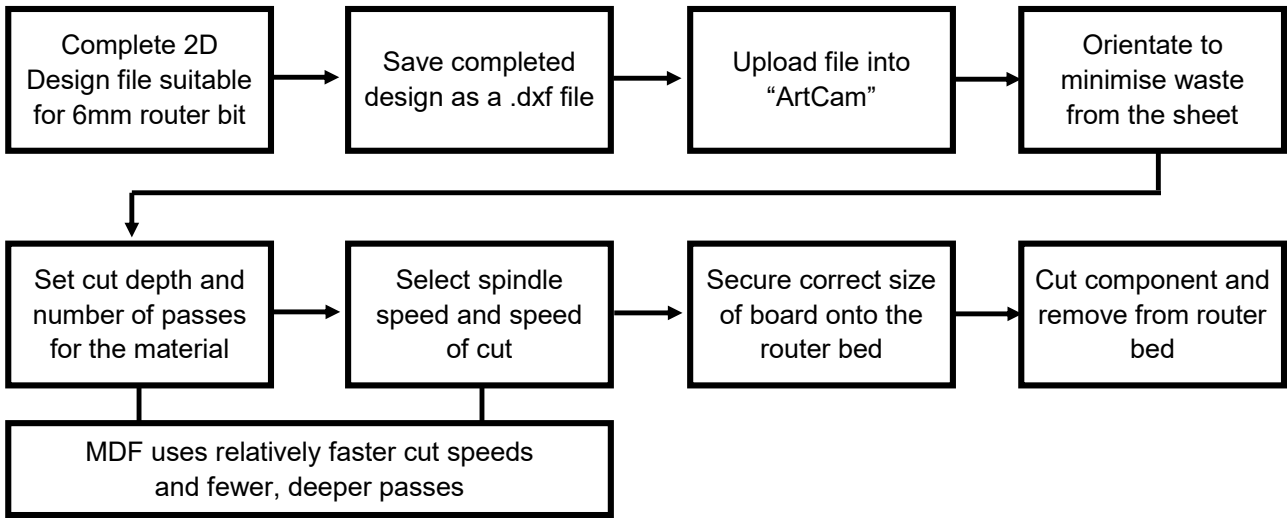 Complete 2D
Design file suitable
for 6mm router bit
Save completed
design as a .dxf file
Upload file into
“ArtCam”
Orientate to
minimise waste
from the sheet
Set cut depth and
number of passes
for the material
Select spindle
speed and speed
of cut
Secure correct size
of board onto the
router bed
Cut component and
remove from router
bed
MDF uses relatively faster cut speeds
and fewer, deeper passes